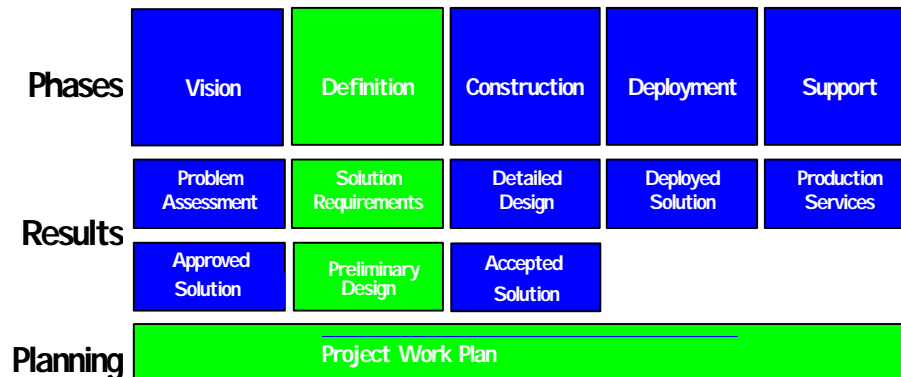 Phases
Vision
Definition
Construction
Deployment
Support
Results
Problem
Assessment
Solution
Requirements
Detailed
Design
Deployed
Solution
Production
Services
Approved
Solution
Preliminary
Design
Accepted
Solution
Planning
Project Work Plan